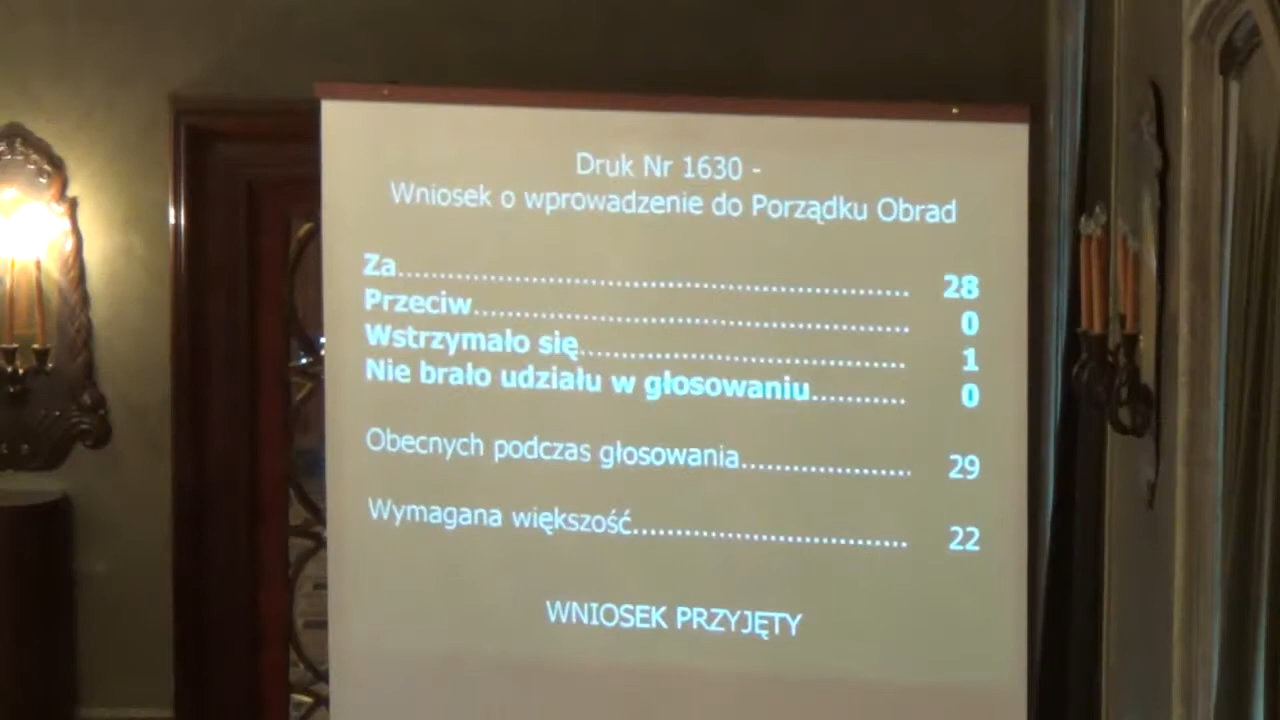 Druk Nr 1630 -
Wniosek o wprowadzenie do Porządku Obrad
Za.................................................................. 28
Przeciw......................................................... 0
Wstrzymało się........................................... 1
Nie brało udziału w głosowaniu............ 0
Obecnych podczas głosowania...................... 29
Wymagana większość.................................... 22
WNIOSEK PRZYJĘTY